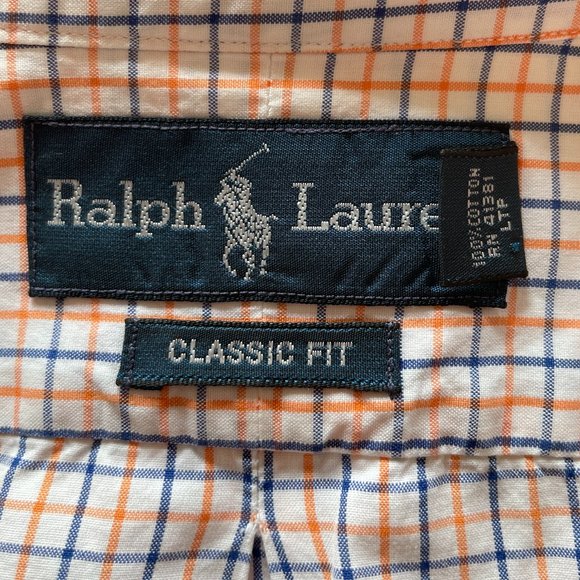 Ralph Laure
100% COTTON
RN 41381
LTP
CLASSIC FIT